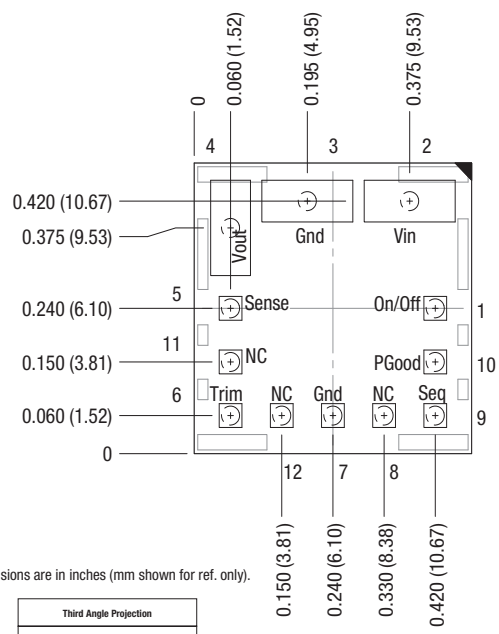 0
0.060 (1.52)
0.195 (4.95)
0.375 (9.53)
4
3
2
0.420 (10.67)
0.375 (9.53)
Vout
Gnd
Vin
5
0.240 (6.10)
Sense
On/Off
1
11
0.150 (3.81)
NC
PGood
10
6
0.060 (1.52)
Trim
NC
Gnd
NC
Seq
9
0
12
7
8
0.150 (3.81)
0.240 (6.10)
0.330 (8.38)
0.420 (10.67)
sions are in inches (mm shown for ref. only).
Third Angle Projection